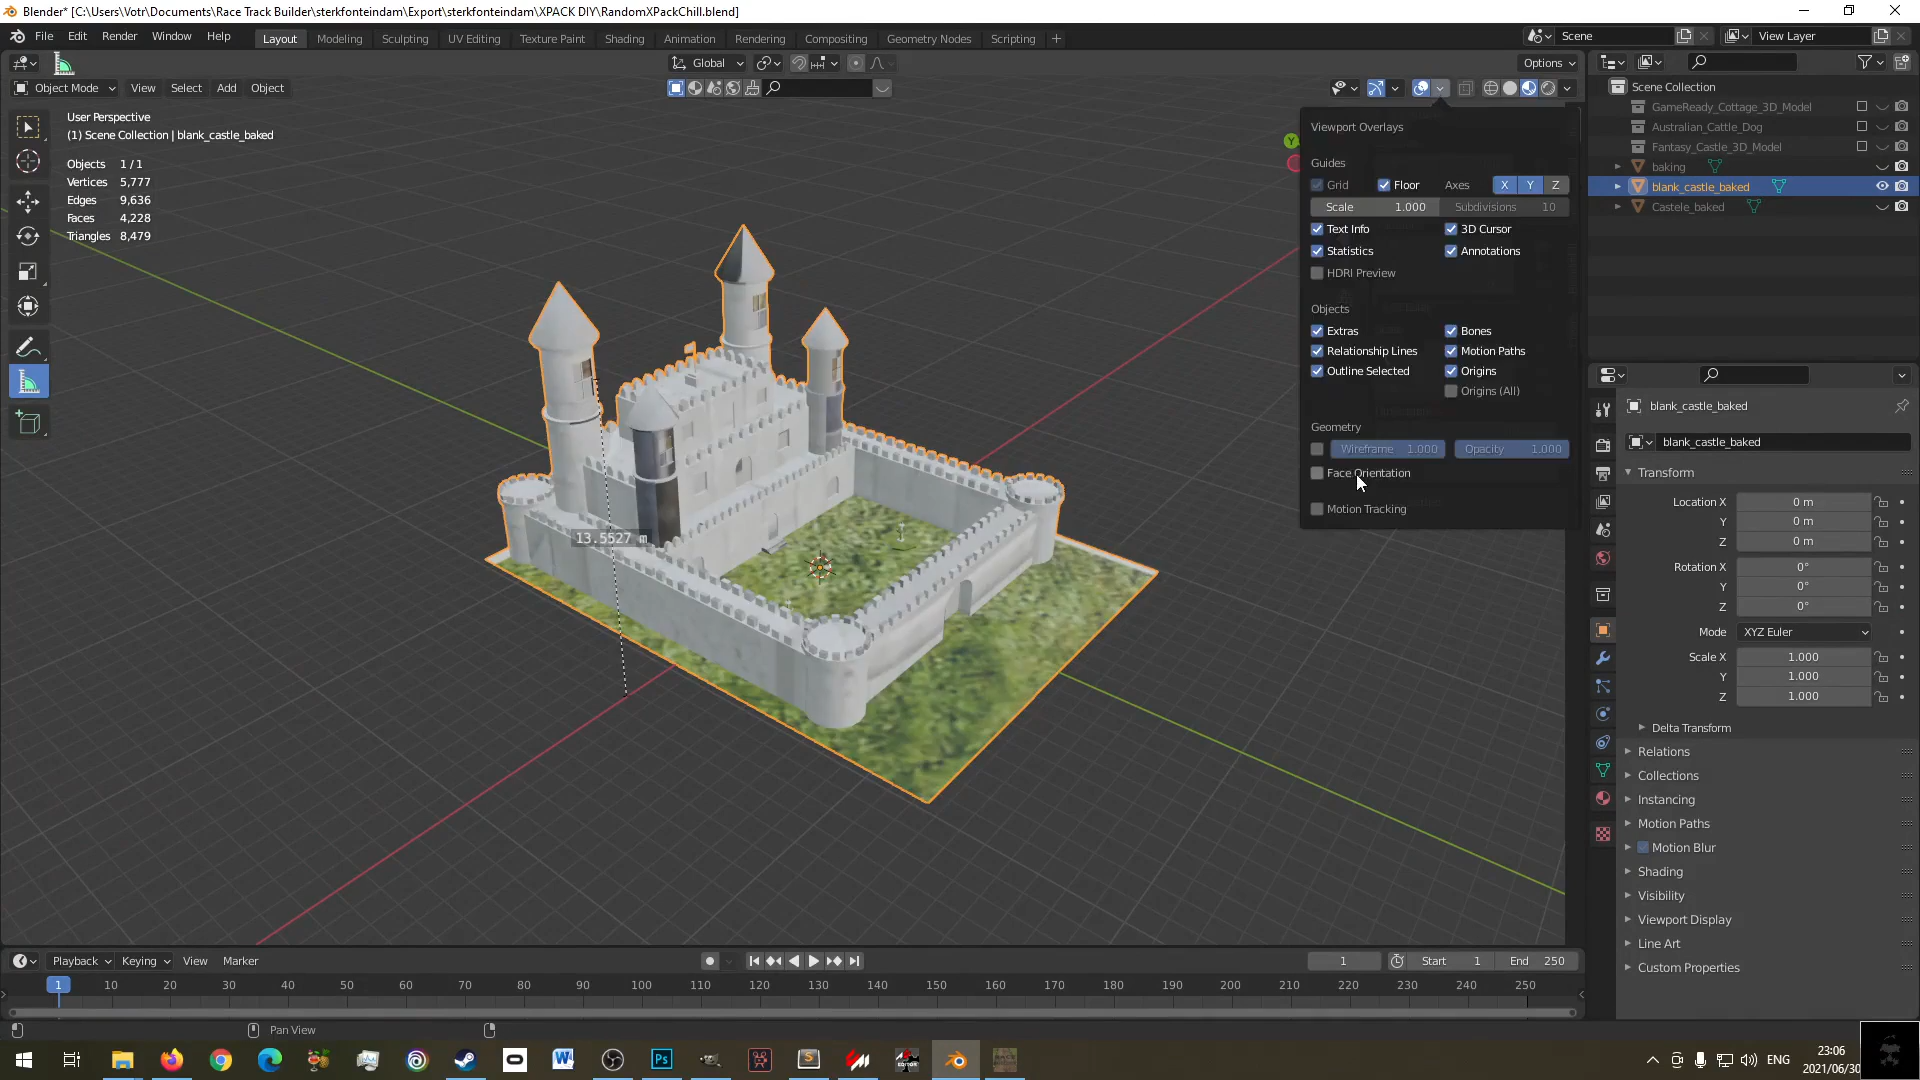 Blender* [C:\Users\Votr\Documents\Race Track Builder\sterkfonteindam\Export\sterkfonteindam\XPACK DIY\RandomXPackChill.blend]
File Edit Render Window Help
Layout Modeling Sculpting UV Editing Texture Paint Shading Animation Rendering Compositing Geometry Nodes Scripting +
Scene
View Layer
Global
Options
Object Mode View Select Add Object
User Perspective
(1) Scene Collection | blank_castle_baked
Objects 1 / 1
Vertices 5,777
Edges 9,636
Faces 4,228
Triangles 8,479
13.5527 m
Y
Viewport Overlays
Guides
Grid Floor Axes X Y Z
Scale 1.000 Subdivisions 10
Text Info 3D Cursor
Statistics Annotations
HDRI Preview
Objects
Extras Bones
Relationship Lines Motion Paths
Outline Selected Origins
Origins (All)
Geometry
Wireframe 1.000 Opacity 1.000
Face Orientation
Motion Tracking
Scene Collection
GameReady_Cottage_3D_Model
Australian_Cattle_Dog
Fantasy_Castle_3D_Model
baking
blank_castle_baked
Castele_baked
blank_castle_baked
blank_castle_baked
Transform
Location X 0 m
Y 0 m
Z 0 m
Rotation X 0°
Y 0°
Z 0°
Mode XYZ Euler
Scale X 1.000
Y 1.000
Z 1.000
Delta Transform
Relations
Collections
Instancing
Motion Paths
Motion Blur
Shading
Visibility
Viewport Display
Line Art
Custom Properties
Playback Keying View Marker
1 Start 1 End 250
1 10 20 30 40 50 60 70 80 90 100 110 120 130 140 150 160 170 180 190 200 210 220 230 240 250
Pan View
ENG
23:06
2021/06/30